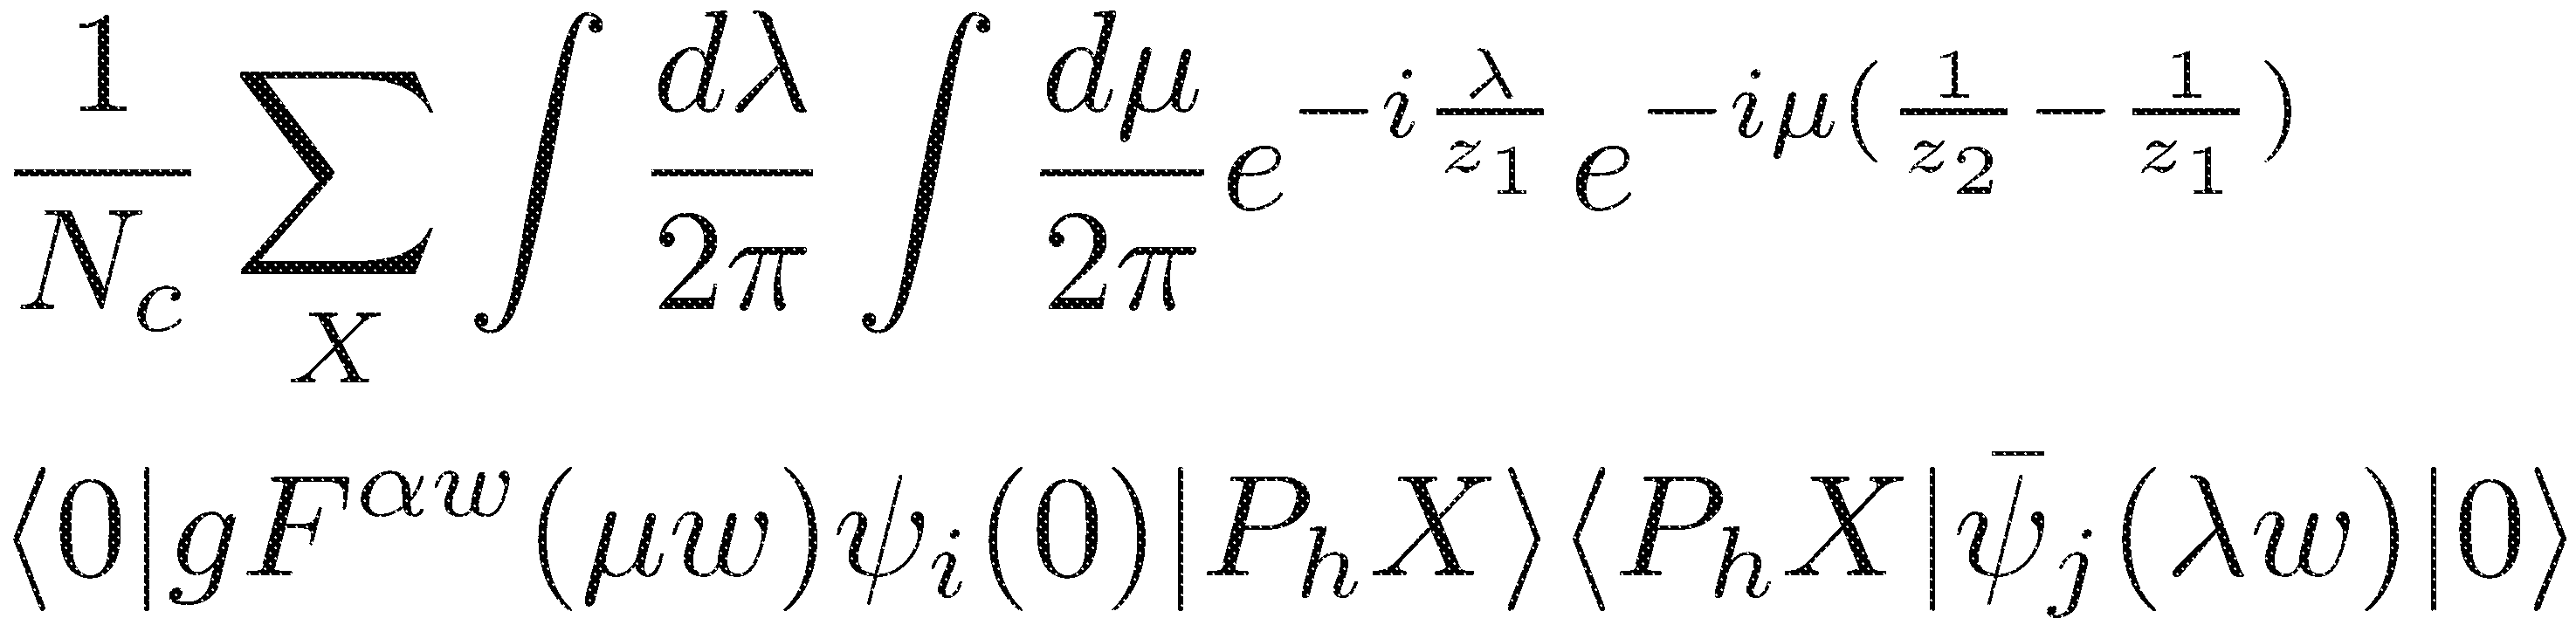 \frac{1}{N_c} \sum_X \int \frac{d\lambda}{2\pi} \int \frac{d\mu}{2\pi} e^{-i\frac{\lambda}{z_1}} e^{-i\mu(\frac{1}{z_2} - \frac{1}{z_1})}
\langle 0|gF^{\alpha w}(\mu w)\psi_i(0)|P_h X\rangle \langle P_h X|\bar{\psi}_j(\lambda w)|0\rangle